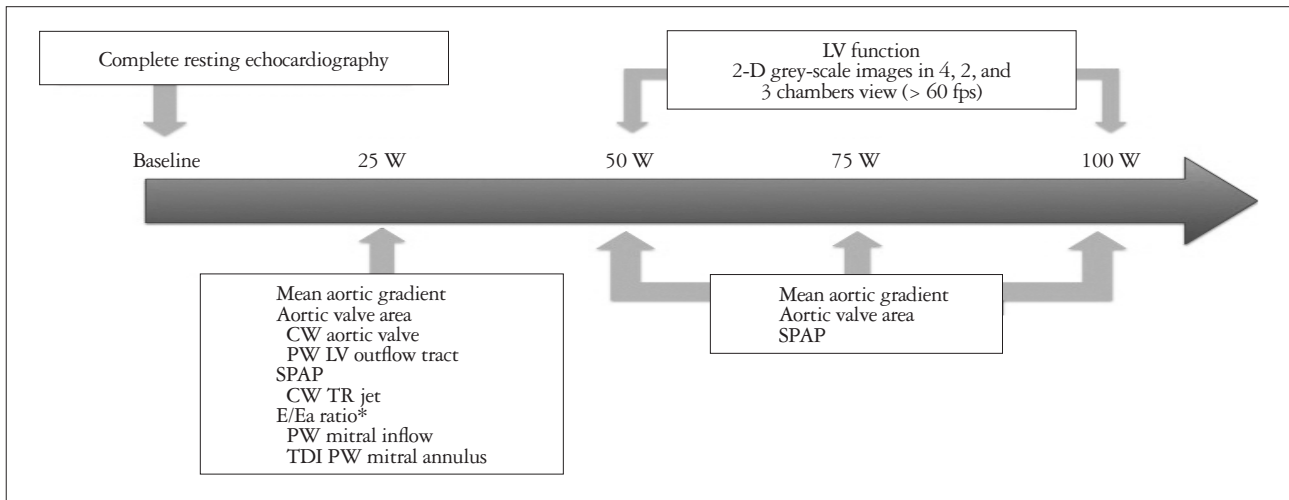 Complete resting echocardiography
LV function
2-D grey-scale images in 4, 2, and
3 chambers view (> 60 fps)
Baseline
25 W
50 W
75 W
100 W
Mean aortic gradient
Aortic valve area
CW aortic valve
PW LV outflow tract
SPAP
CW TR jet
E/Ea ratio*
PW mitral inflow
TDI PW mitral annulus
Mean aortic gradient
Aortic valve area
SPAP